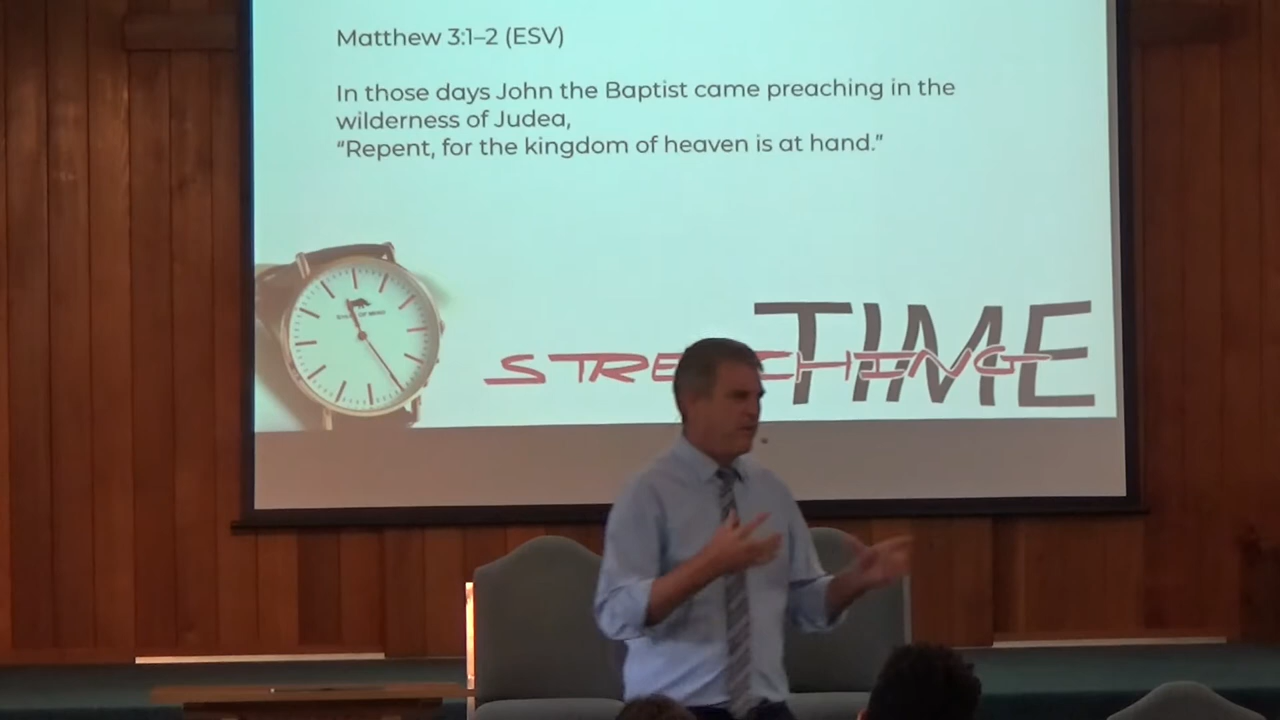 Matthew 3:1–2 (ESV)
In those days John the Baptist came preaching in the
wilderness of Judea,
“Repent, for the kingdom of heaven is at hand.”
TIME